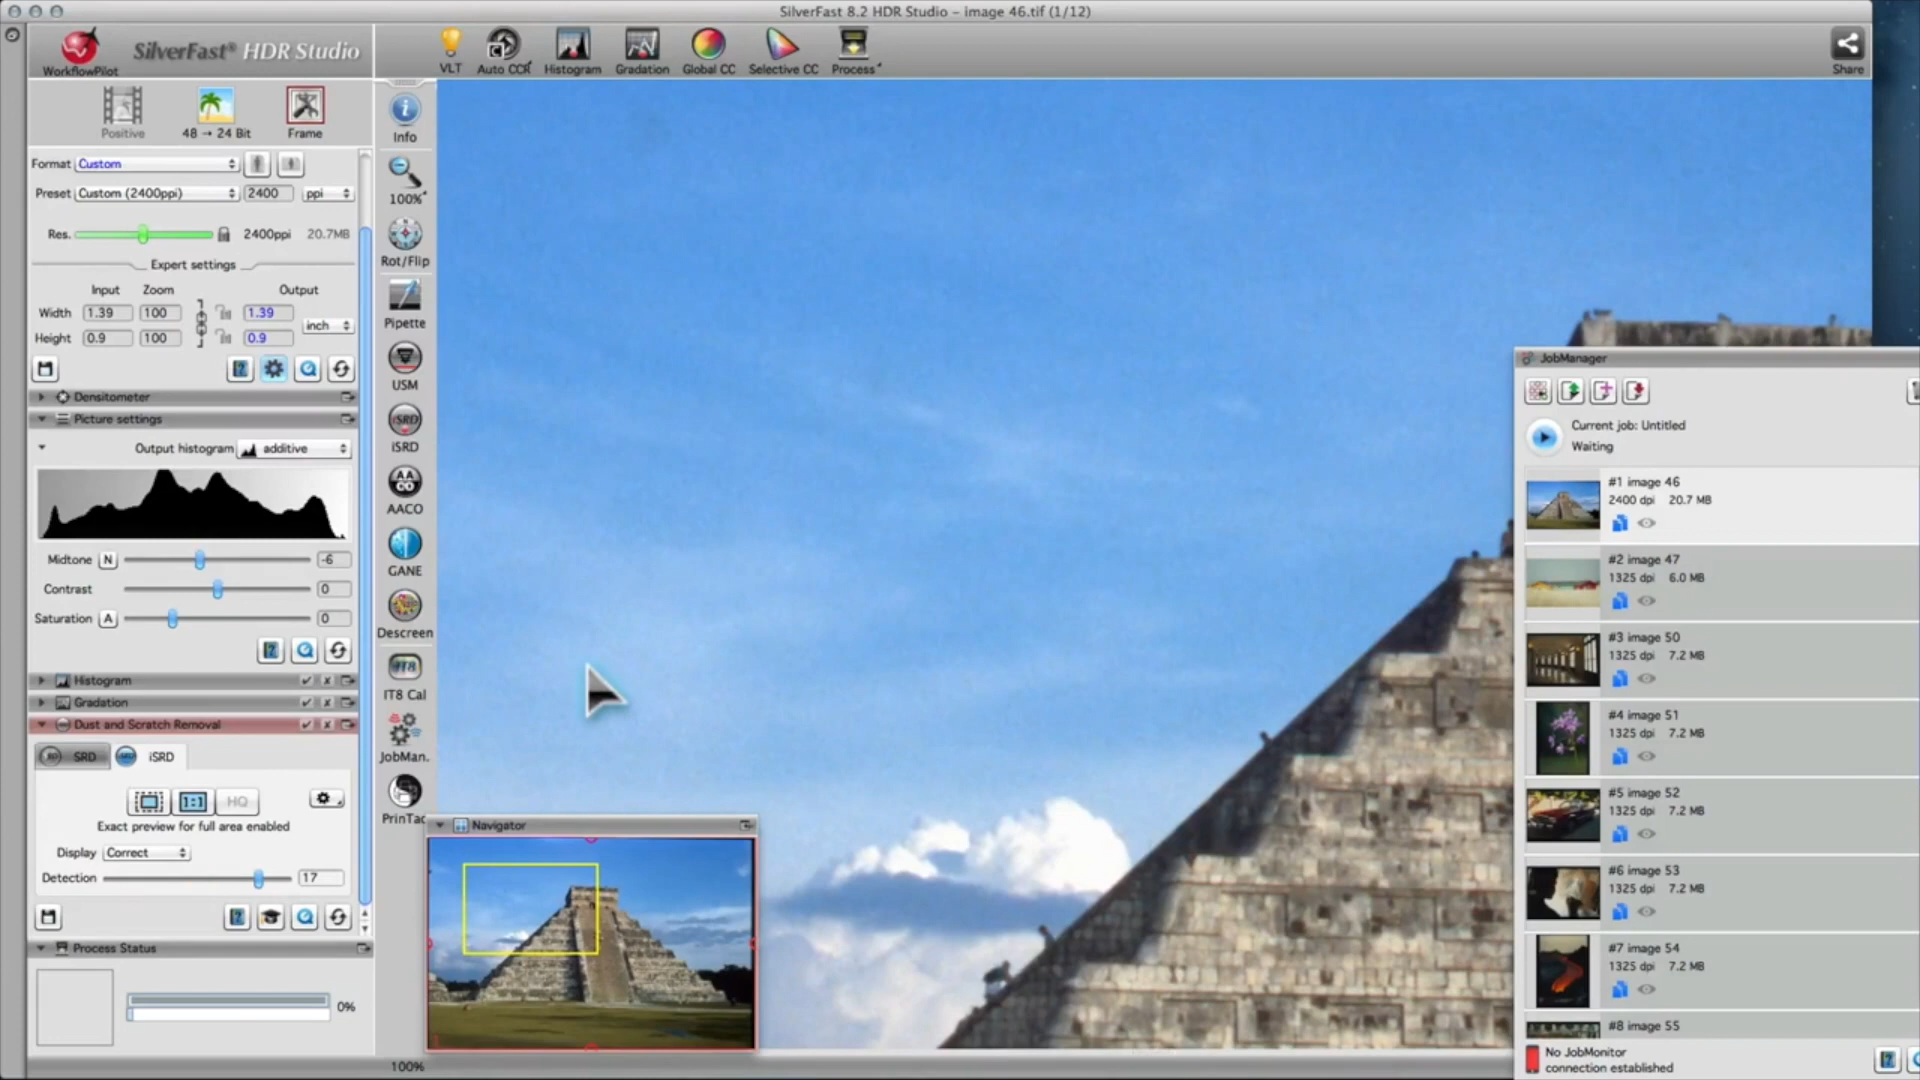 SilverFast 8.2 HDR Studio – image 46.tif (1/12)
WorkflowPilot
SilverFast® HDR Studio
VLT
Auto CCR
Histogram
Gradation
Global CC
Selective CC
Process
Share
Positive
48 → 24 Bit
Frame
Format Custom
Preset Custom (2400ppi) 2400 ppi
Res. 2400ppi 20.7MB
Expert settings
Input Zoom Output
Width 1.39 100 1.39
inch
Height 0.9 100 0.9
Densitometer
Picture settings
Output histogram additive
Midtone N -6
Contrast 0
Saturation A 0
Histogram
Gradation
Dust and Scratch Removal
SRD iSRD
1:1 HQ
Exact preview for full area enabled
Display Correct
Detection 17
Process Status
0%
Info
100%
Rot/Flip
Pipette
USM
iSRD
iSRD
AA
CO
AACO
GANE
Descreen
IT8
IT8 Cal
JobMan.
PrinTao
Navigator
100%
JobManager
Current job: Untitled
Waiting
#1 image 46
2400 dpi 20.7 MB
#2 image 47
1325 dpi 6.0 MB
#3 image 50
1325 dpi 7.2 MB
#4 image 51
1325 dpi 7.2 MB
#5 image 52
1325 dpi 7.2 MB
#6 image 53
1325 dpi 7.2 MB
#7 image 54
1325 dpi 7.2 MB
#8 image 55
No JobMonitor
connection established